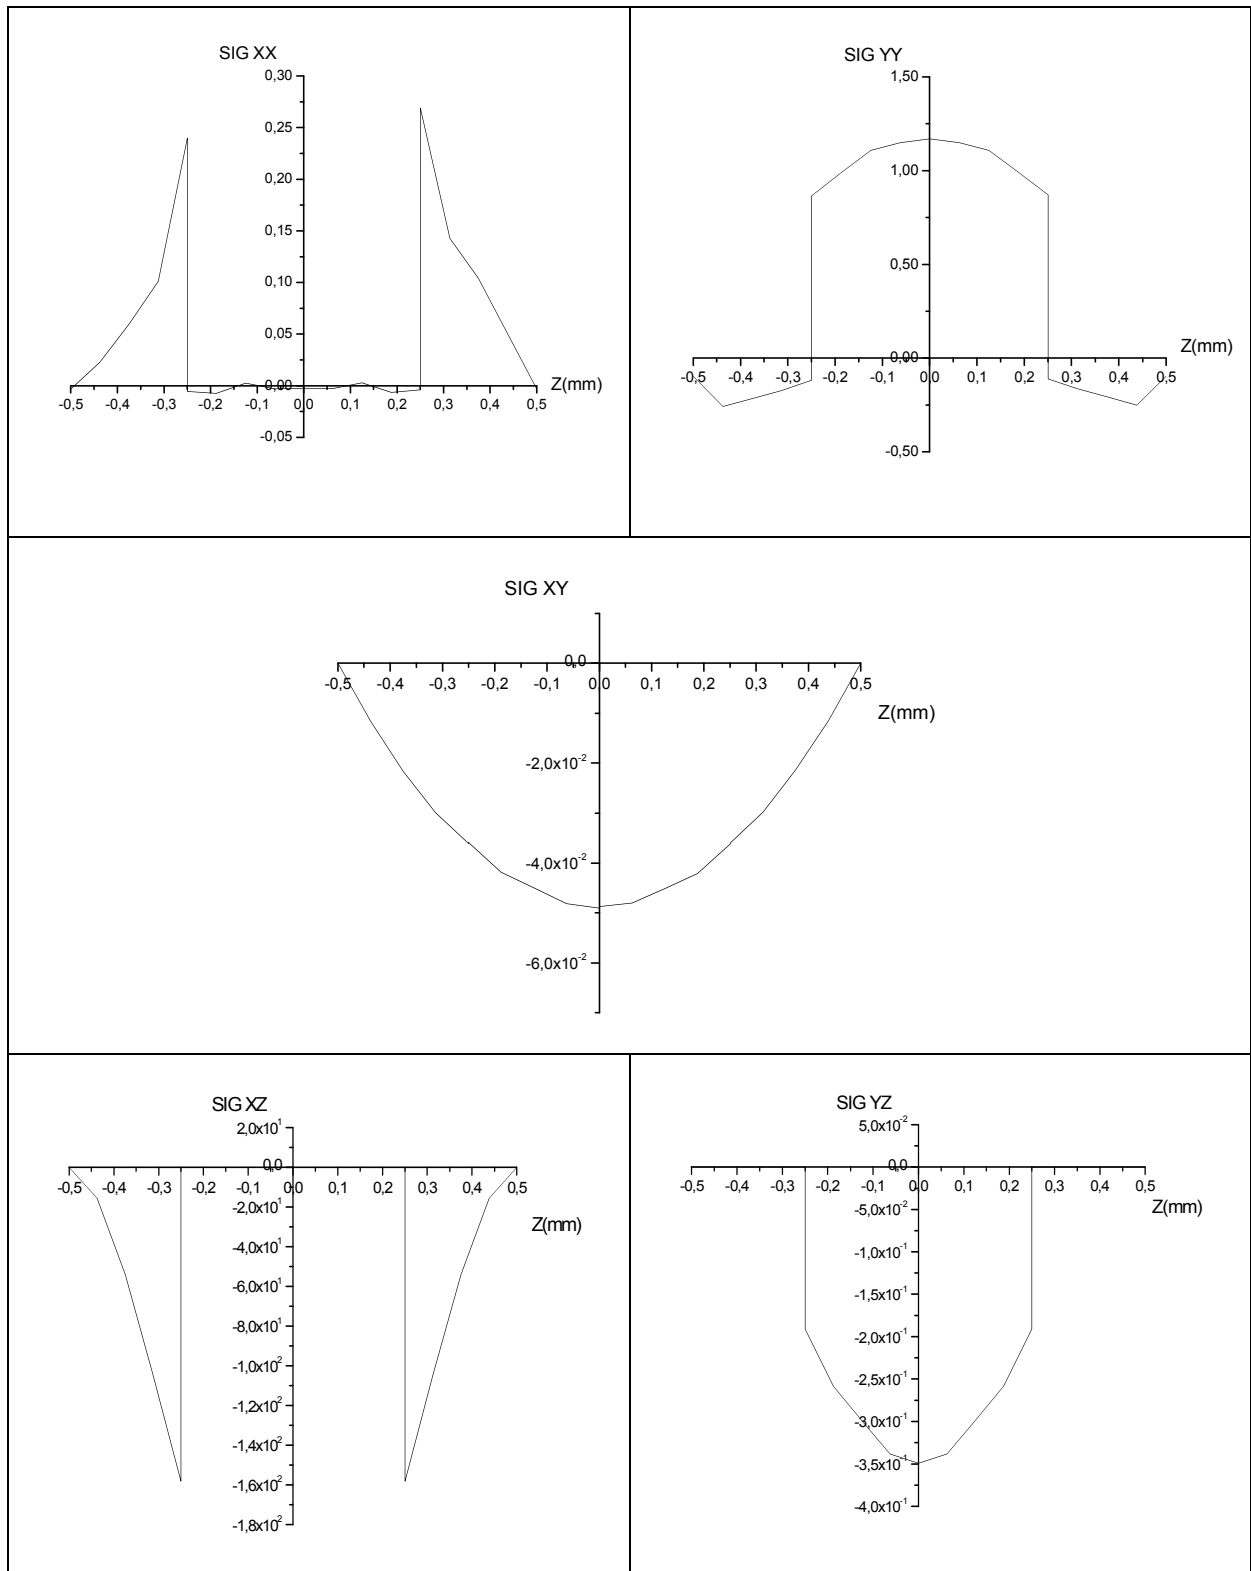 SIG XX
0,30
0,25
0,20
0,15
0,10
0,05
0,00
-0,05
-0,5 -0,4 -0,3 -0,2 -0,1 0,0 0,1 0,2 0,3 0,4 0,5
Z(mm)
SIG YY
1,50
1,00
0,50
0,00
-0,50
-0,5 -0,4 -0,3 -0,2 -0,1 0,0 0,1 0,2 0,3 0,4 0,5
Z(mm)
SIG XY
0,0
-0,5 -0,4 -0,3 -0,2 -0,1 0,0 0,1 0,2 0,3 0,4 0,5
Z(mm)
-2,0x10⁻²
-4,0x10⁻²
-6,0x10⁻²
SIG XZ
2,0x10¹
0,0
-0,5 -0,4 -0,3 -0,2 -0,1 0,0 0,1 0,2 0,3 0,4 0,5
Z(mm)
-2,0x10¹
-4,0x10¹
-6,0x10¹
-8,0x10¹
-1,0x10²
-1,2x10²
-1,4x10²
-1,6x10²
-1,8x10²
SIG YZ
5,0x10⁻²
0,0
-0,5 -0,4 -0,3 -0,2 -0,1 0,0 0,1 0,2 0,3 0,4 0,5
Z(mm)
-5,0x10⁻²
-1,0x10⁻¹
-1,5x10⁻¹
-2,0x10⁻¹
-2,5x10⁻¹
-3,0x10⁻¹
-3,5x10⁻¹
-4,0x10⁻¹